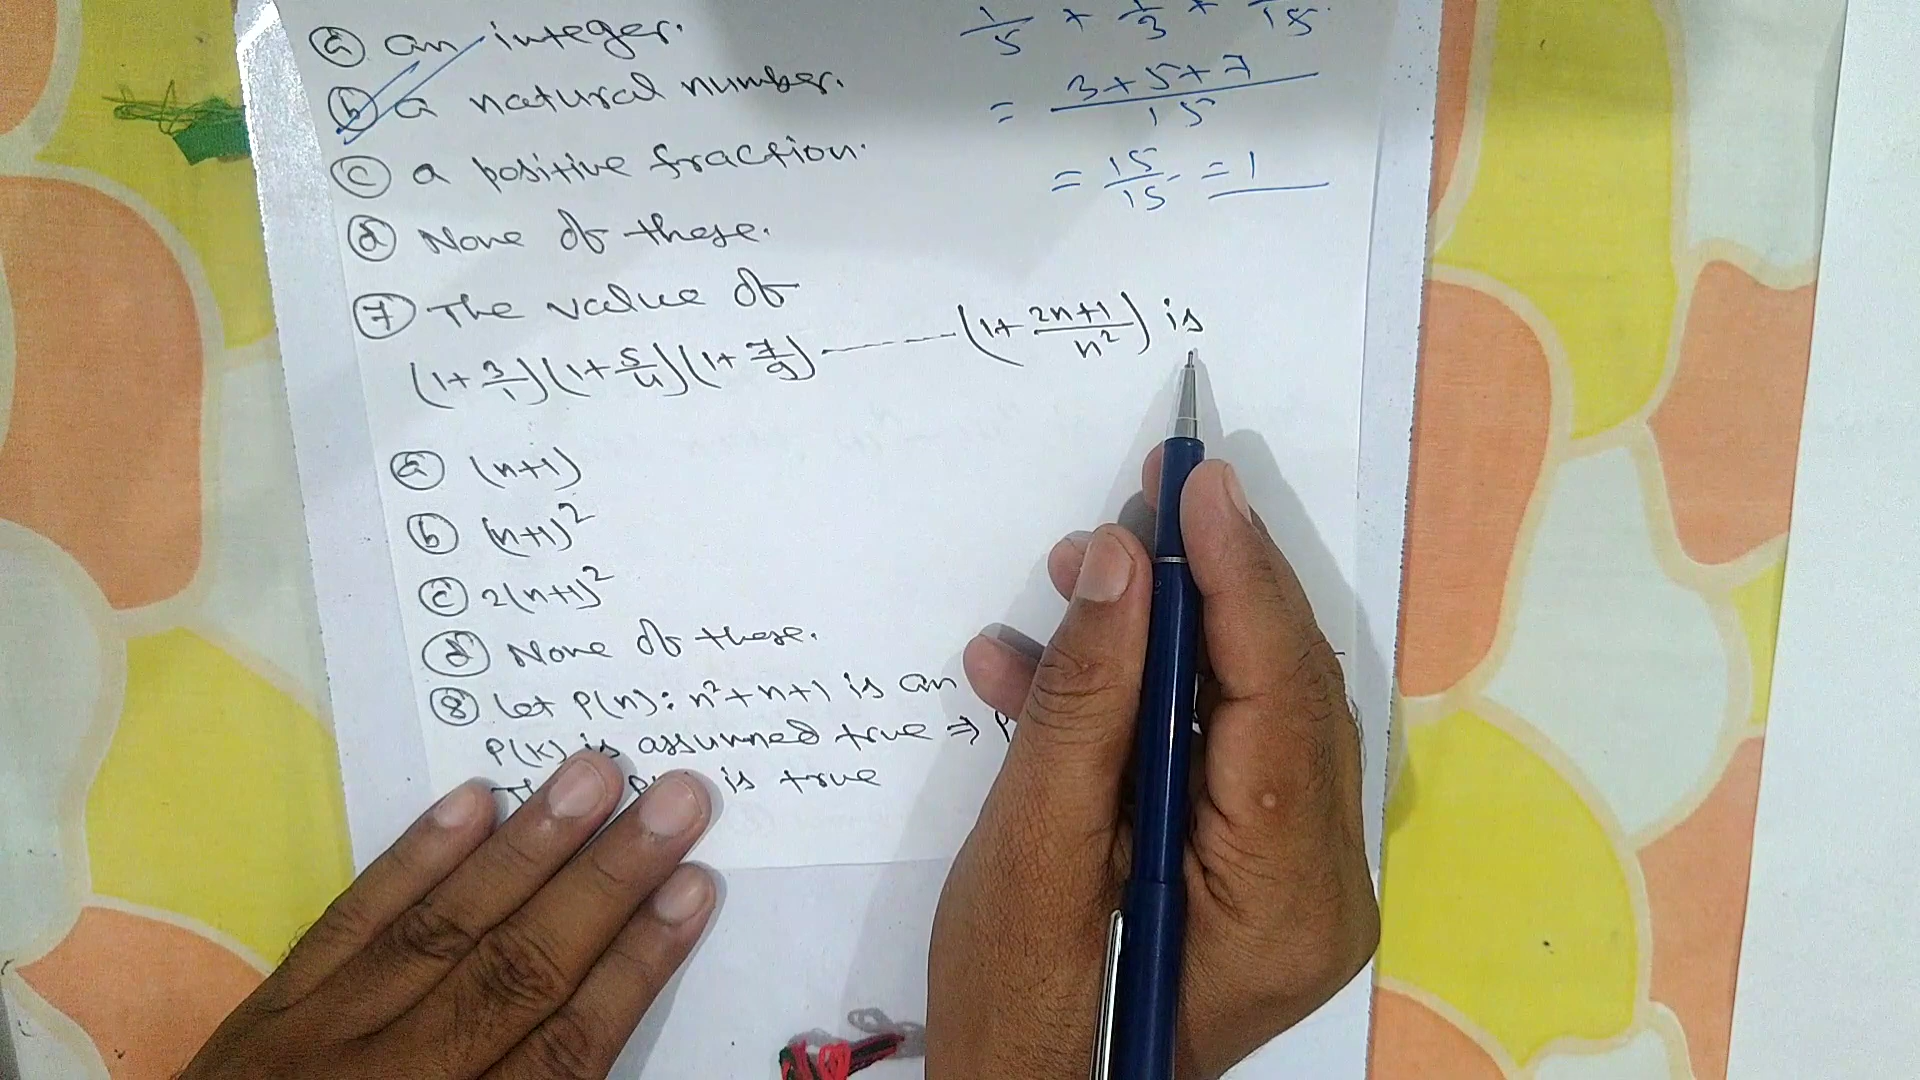 ⓐ an integer.
ⓑ a natural number.
ⓒ a positive fraction.
ⓓ None of these.
1/5 + 1/3 + /15
= (3+5+7)/15
= 15/15 = 1
⑦ The value of
(1+3/1)(1+5/4)(1+7/9)------(1+(2n+1)/n²) is
ⓐ (n+1)
ⓑ (n+1)²
ⓒ 2(n+1)²
ⓓ None of these.
⑧ Let P(n): n²+n+1 is an
P(k) is assumed true ⇒ P
is true